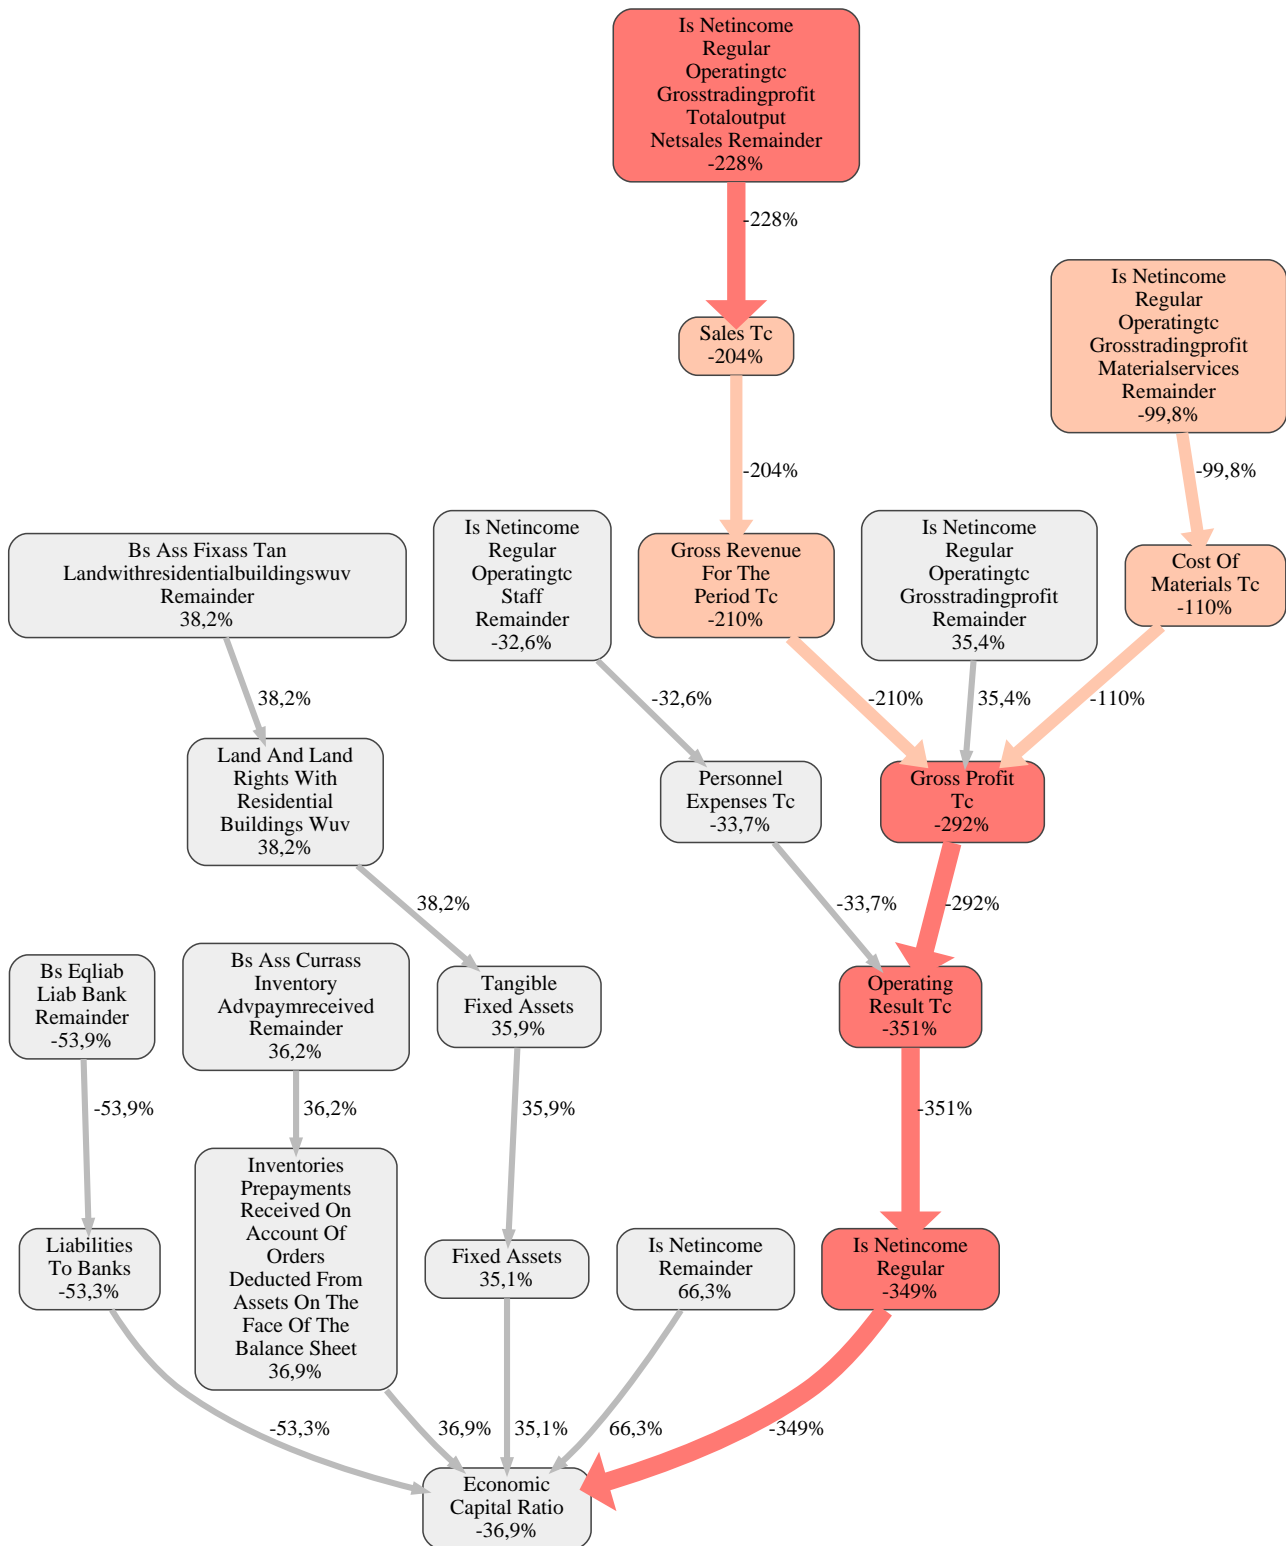 Is Netincome
Regular
Operatingtc
Grosstradingprofit
Totaloutput
Netsales Remainder
-228%
-228%
Is Netincome
Regular
Operatingtc
Grosstradingprofit
Materialservices
Remainder
-99,8%
Sales Tc
-204%
-204%
-99,8%
Bs Ass Fixass Tan
Landwithresidentialbuildingswuv
Remainder
38,2%
Is Netincome
Regular
Operatingtc
Staff
Remainder
-32,6%
Gross Revenue
For The
Period Tc
-210%
Is Netincome
Regular
Operatingtc
Grosstradingprofit
Remainder
35,4%
Cost Of
Materials Tc
-110%
38,2%
-32,6%
-210%
35,4%
-110%
Land And Land
Rights With
Residential
Buildings Wuv
38,2%
Personnel
Expenses Tc
-33,7%
Gross Profit
Tc
-292%
38,2%
-33,7%
-292%
Bs Eqliab
Liab Bank
Remainder
-53,9%
Bs Ass Currass
Inventory
Advpaymreceived
Remainder
36,2%
Tangible
Fixed Assets
35,9%
Operating
Result Tc
-351%
-53,9%
36,2%
35,9%
-351%
Liabilities
To Banks
-53,3%
Inventories
Prepayments
Received On
Account Of
Orders
Deducted From
Assets On The
Face Of The
Balance Sheet
36,9%
Fixed Assets
35,1%
Is Netincome
Remainder
66,3%
Is Netincome
Regular
-349%
-53,3%
36,9%
35,1%
66,3%
-349%
Economic
Capital Ratio
-36,9%